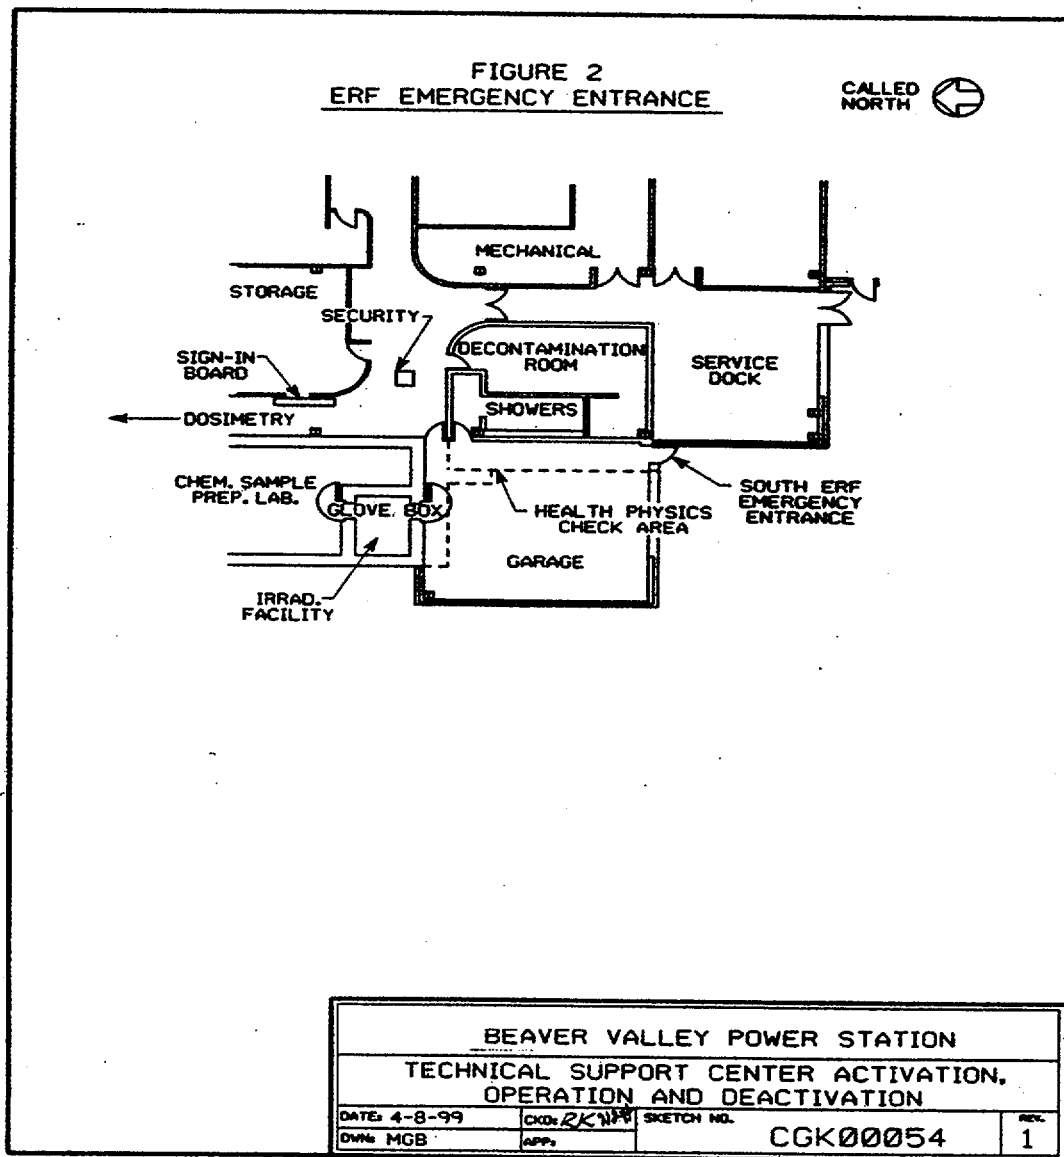 FIGURE 2
ERF EMERGENCY ENTRANCE
CALLED
NORTH
MECHANICAL
STORAGE
SECURITY
SIGN-IN
BOARD
DECONTAMINATION
ROOM
SERVICE
DOCK
SHOWERS
DOSIMETRY
CHEM. SAMPLE
PREP. LAB.
GLOVE BOX
HEALTH PHYSICS
CHECK AREA
SOUTH ERF
EMERGENCY
ENTRANCE
GARAGE
IRRAD.
FACILITY
BEAVER VALLEY POWER STATION
TECHNICAL SUPPORT CENTER ACTIVATION,
OPERATION AND DEACTIVATION
DATE: 4-8-99
CKD: RK
SKETCH NO.
CGK00054
REV.
1
DWN: MGB
APP: